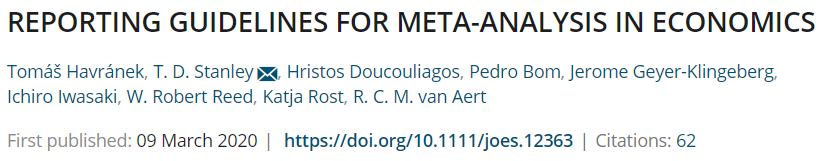 REPORTING GUIDELINES FOR META-ANALYSIS IN ECONOMICS
Tomáš Havránek, T. D. Stanley, Hristos Doucouliagos, Pedro Bom, Jerome Geyer-Klingeberg,
Ichiro Iwasaki, W. Robert Reed, Katja Rost, R. C. M. van Aert
First published: 09 March 2020 | https://doi.org/10.1111/joes.12363 | Citations: 62